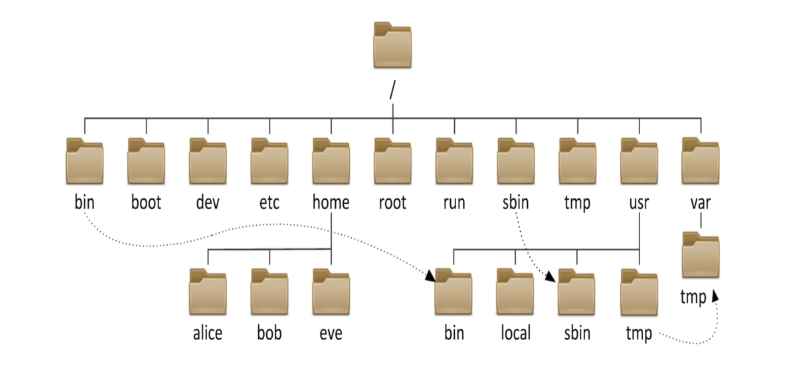 /
bin boot dev etc home root run sbin tmp usr var
tmp
alice bob eve bin local sbin tmp